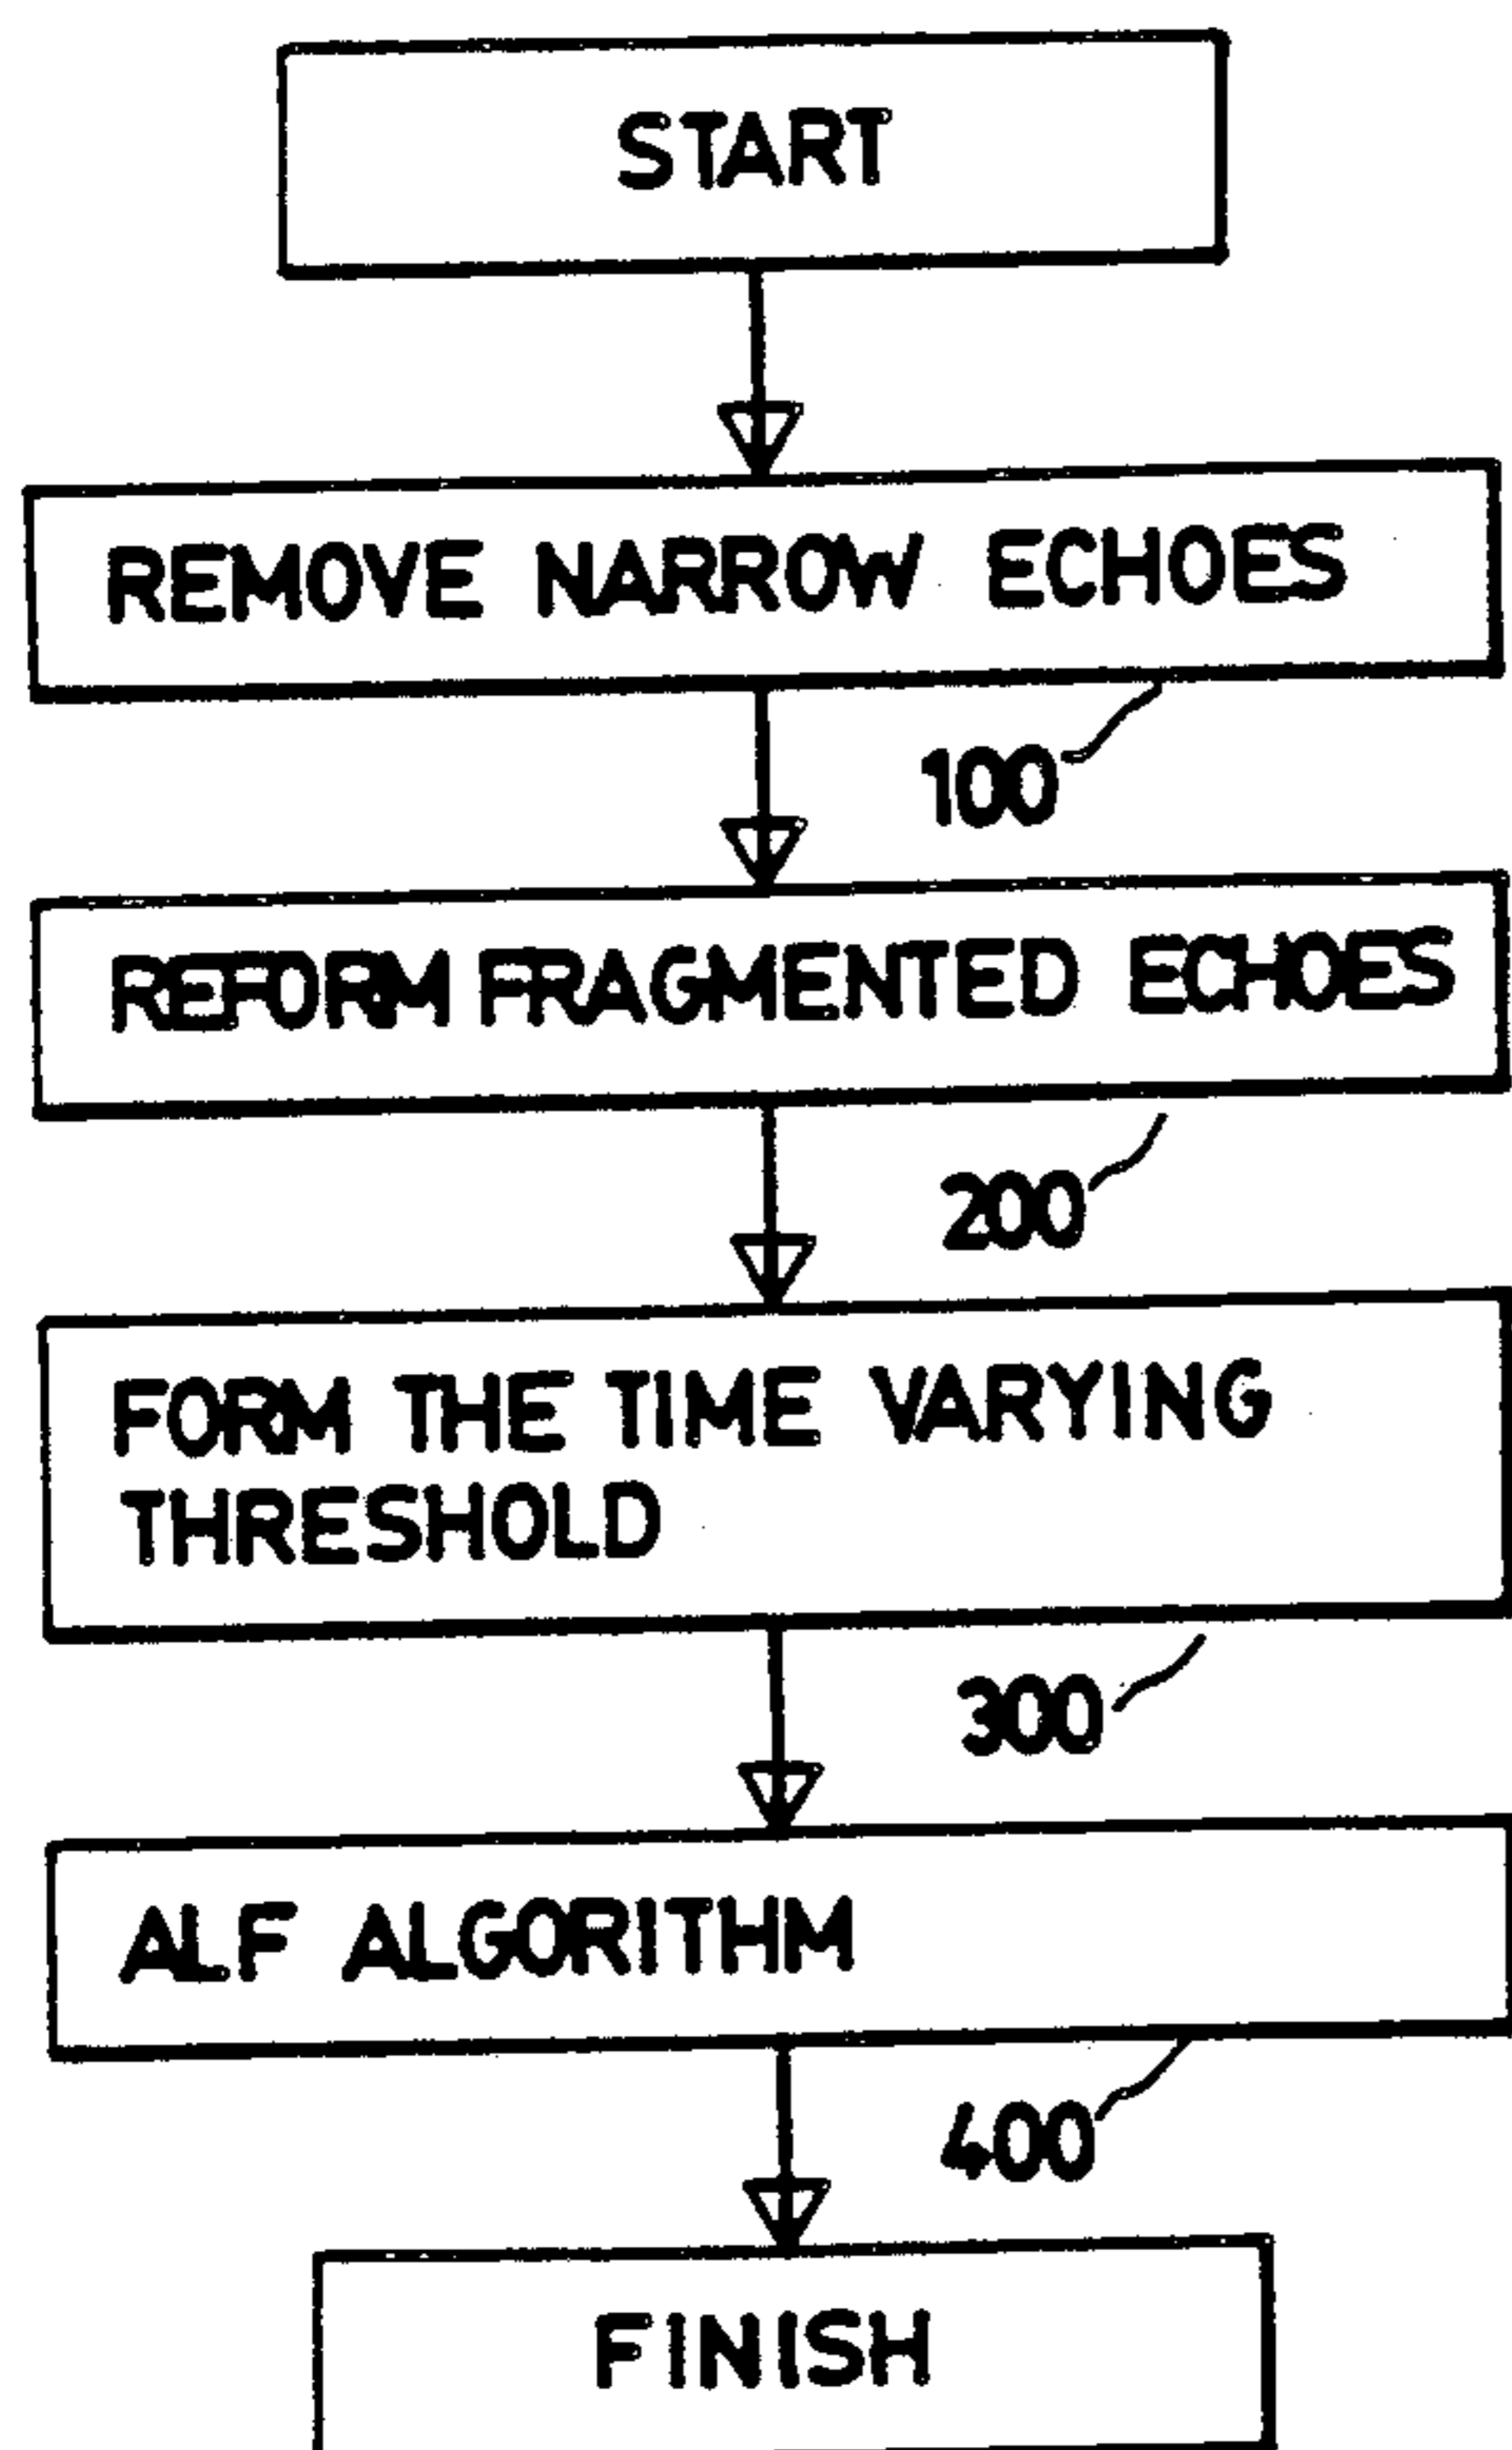 START
REMOVE NARROW ECHOES
100
REFORM FRAGMENTED ECHOES
200
FORM THE TIME VARYING
THRESHOLD
300
ALF ALGORITHM
400
FINISH